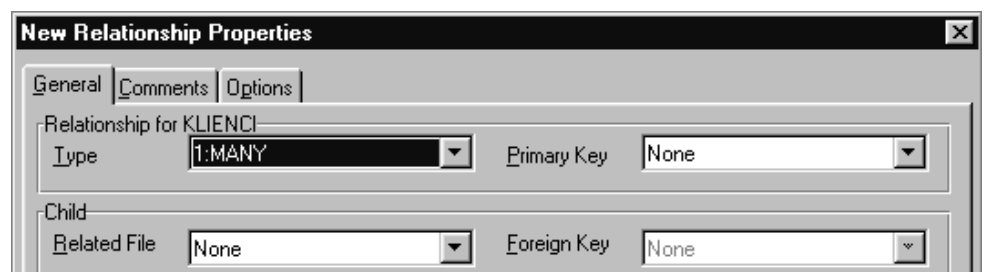 New Relationship Properties
General Comments Options
Relationship for KLIENCI
Type 1:MANY Primary Key None
Child
Related File None Foreign Key None